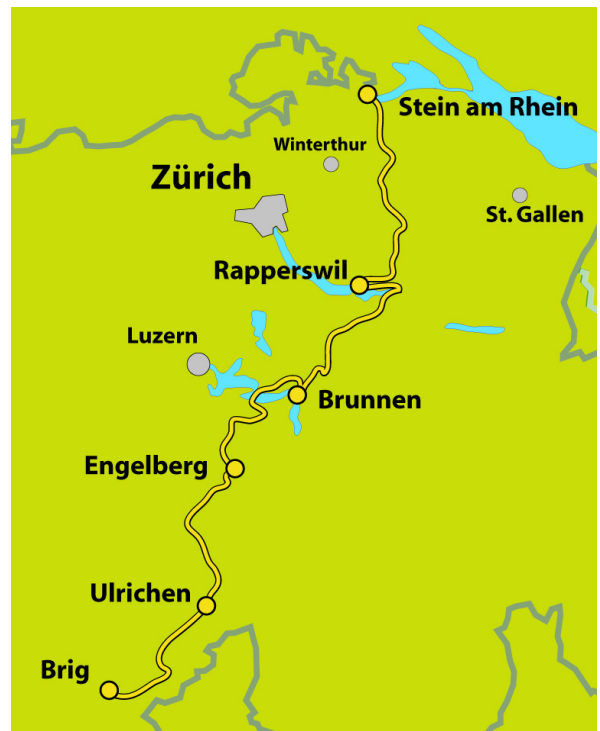 Stein am Rhein
Winterthur
Zürich
St. Gallen
Rapperswil
Luzern
Brunnen
Engelberg
Ulrichen
Brig